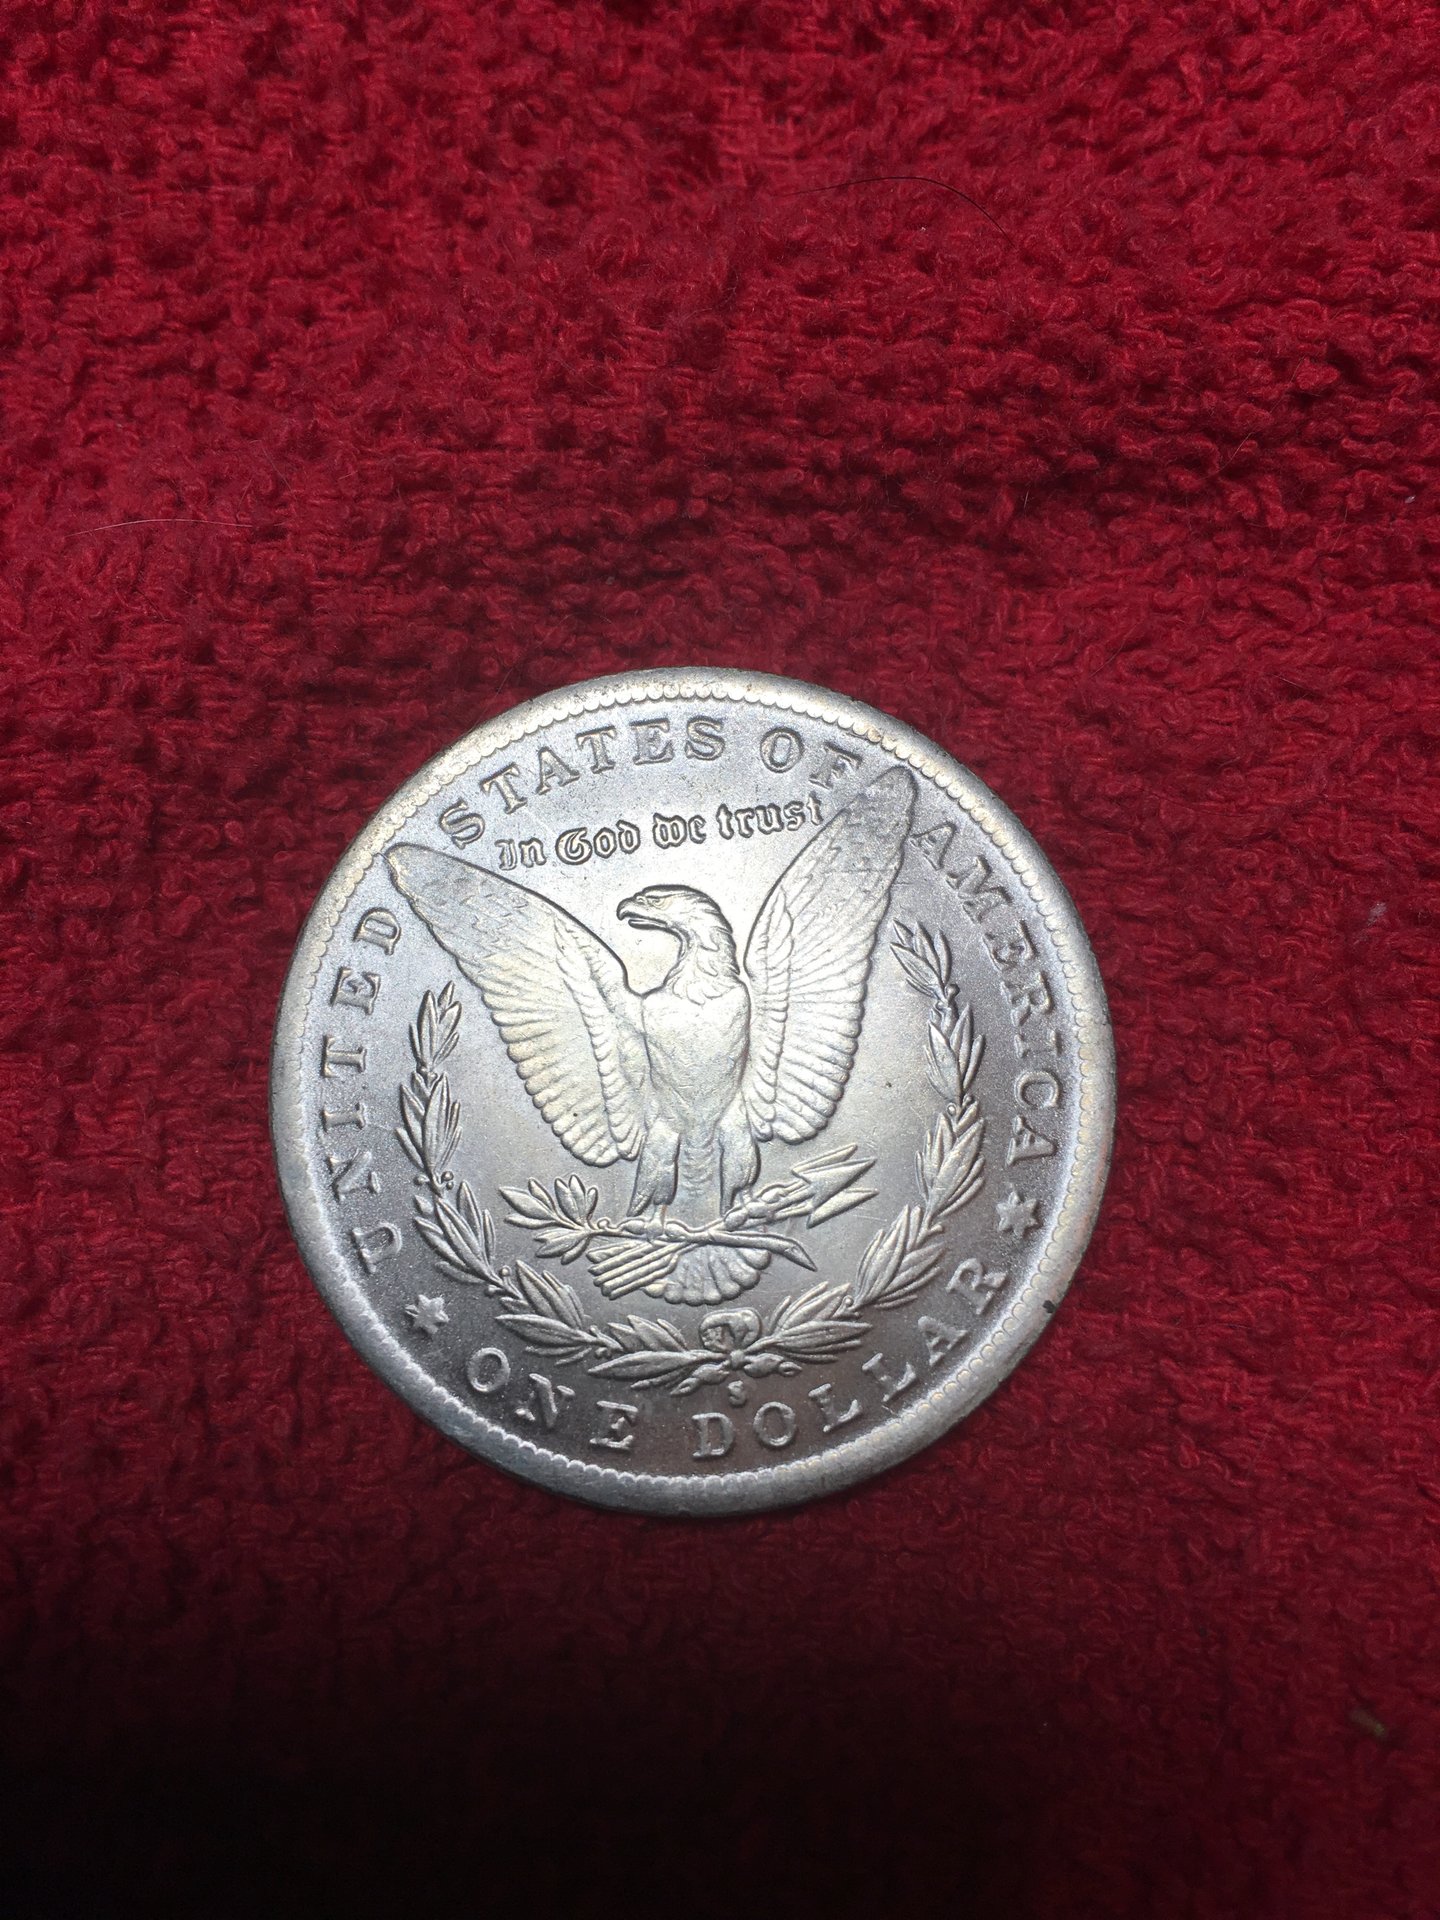 UNITED STATES OF AMERICA
In God we trust
S
ONE DOLLAR